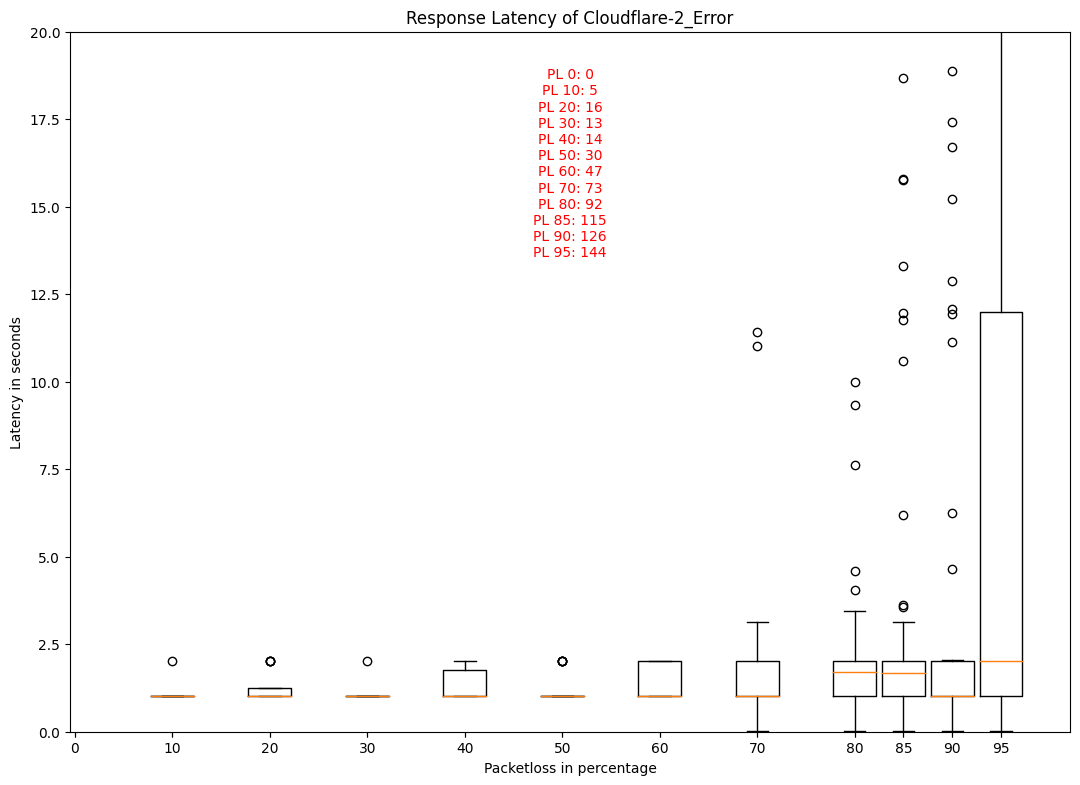 Response Latency of Cloudflare-2_Error
20.0
PL 0: 0
PL 10: 5
PL 20: 16
PL 30: 13
PL 40: 14
PL 50: 30
PL 60: 47
PL 70: 73
PL 80: 92
PL 85: 115
PL 90: 126
PL 95: 144
17.5
15.0
12.5
10.0
7.5
5.0
2.5
0.0
Latency in seconds
0 10 20 30 40 50 60 70 80 85 90 95
Packetloss in percentage